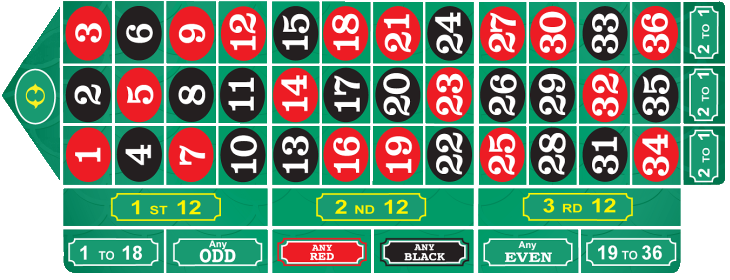 3 6 9 12 15 18 21 24 27 30 33 36 2 TO 1
0 2 5 8 11 14 17 20 23 26 29 32 35 2 TO 1
1 4 7 10 13 16 19 22 25 28 31 34 2 TO 1
1 ST 12 2 ND 12 3 RD 12
1 TO 18 Any ODD ANY RED ANY BLACK Any EVEN 19 TO 36